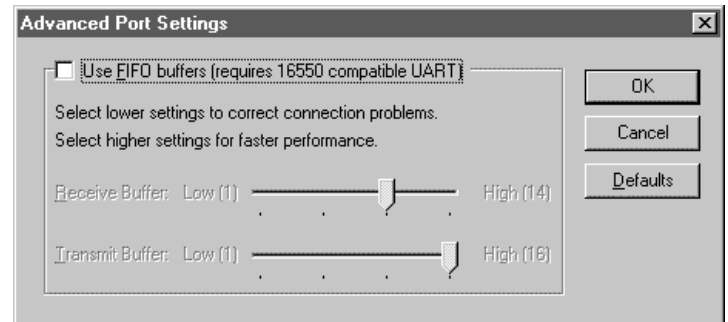 Advanced Port Settings
Use FIFO buffers (requires 16550 compatible UART)
Select lower settings to correct connection problems.
Select higher settings for faster performance.
Receive Buffer: Low (1) High (14)
Transmit Buffer: Low (1) High (16)
OK
Cancel
Defaults